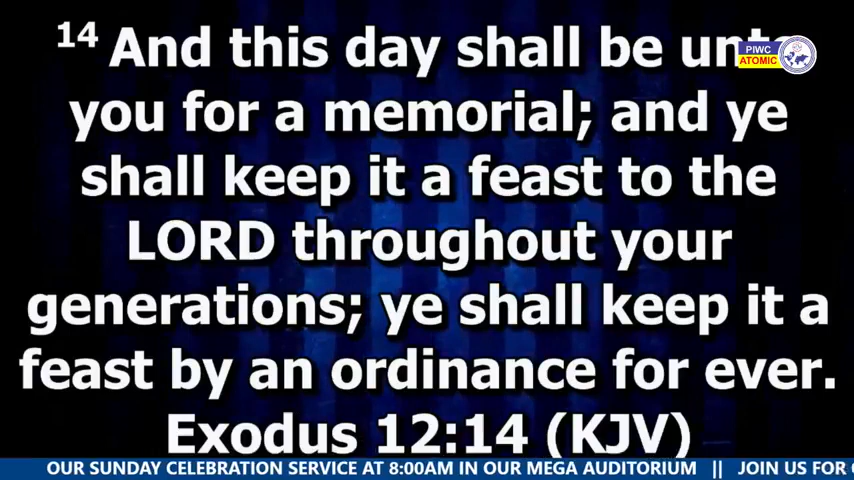 14 And this day shall be unto
you for a memorial; and ye
shall keep it a feast to the
LORD throughout your
generations; ye shall keep it a
feast by an ordinance for ever.
Exodus 12:14 (KJV)
PIWC
ATOMIC
OUR SUNDAY CELEBRATION SERVICE AT 8:00AM IN OUR MEGA AUDITORIUM || JOIN US FOR